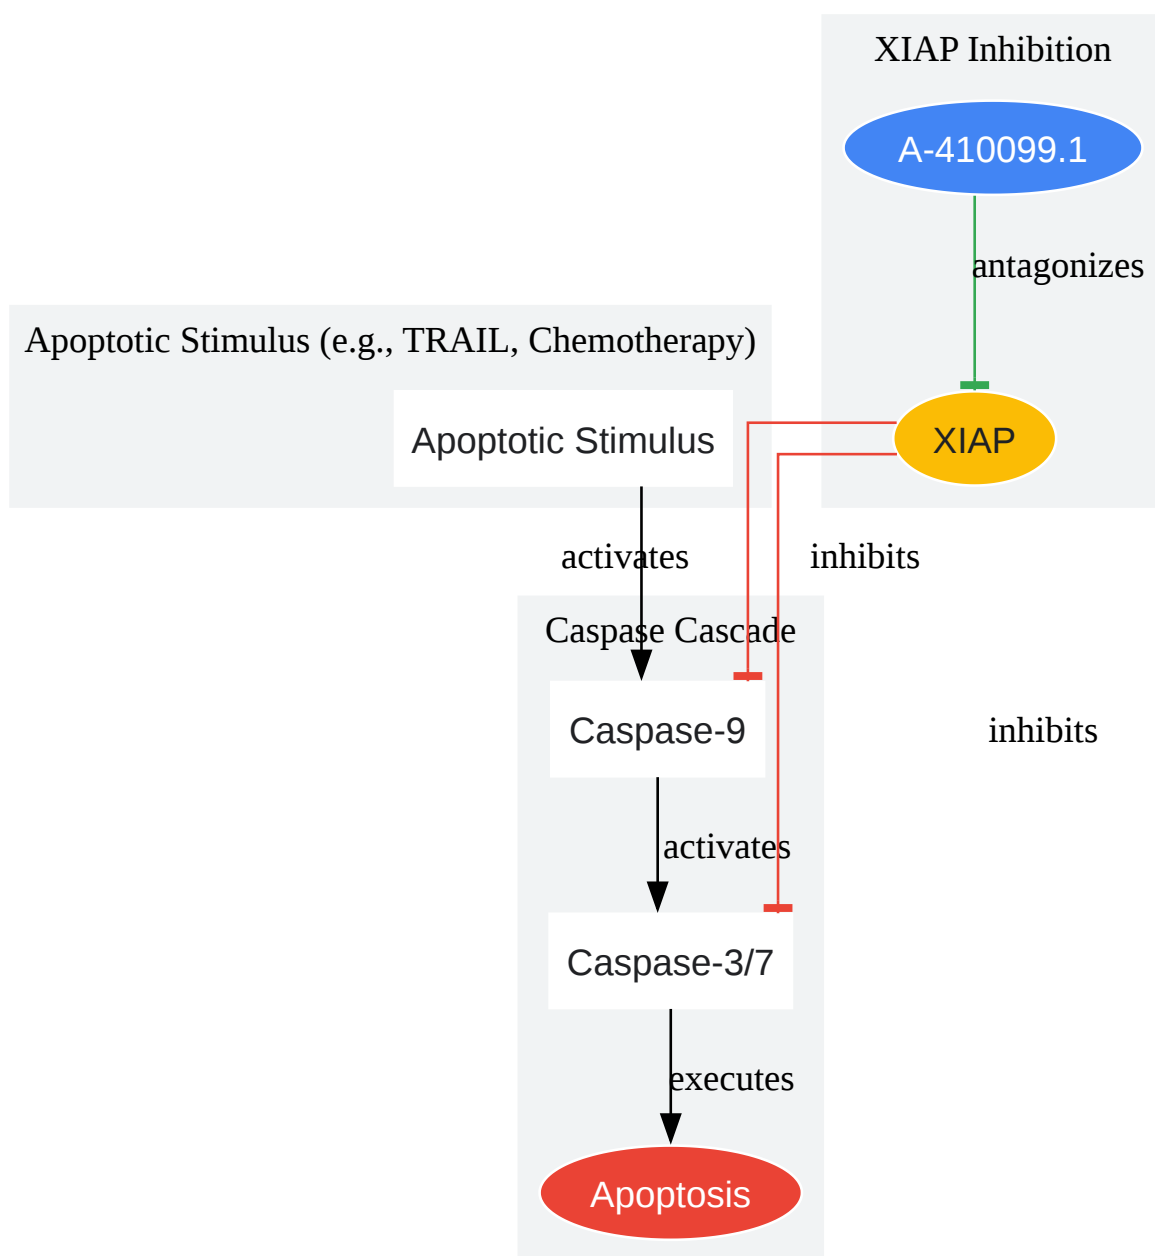 XIAP Inhibition
A-410099.1
antagonizes
Apoptotic Stimulus (e.g., TRAIL, Chemotherapy)
Apoptotic Stimulus
XIAP
activates
inhibits
Caspase Cascade
Caspase-9
inhibits
activates
Caspase-3/7
executes
Apoptosis